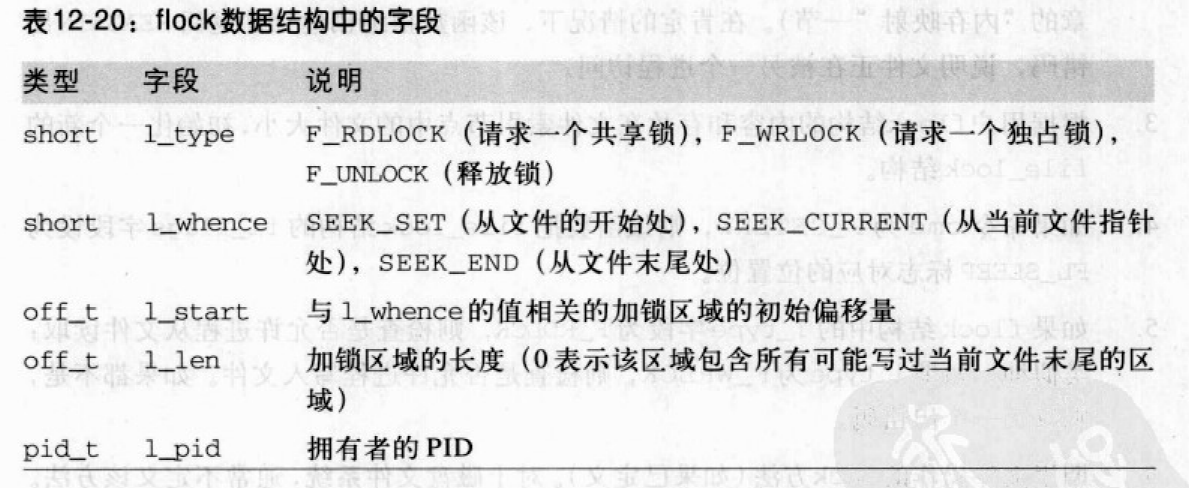 表12-20：flock数据结构中的字段
类型 字段 说明
short l_type F_RDLOCK（请求一个共享锁），F_WRLOCK（请求一个独占锁），
F_UNLOCK（释放锁）
short l_whence SEEK_SET（从文件的开始处），SEEK_CURRENT（从当前文件指针
处），SEEK_END（从文件末尾处）
off_t l_start 与l_whence的值相关的加锁区域的初始偏移量
off_t l_len 加锁区域的长度（0表示该区域包含所有可能写过当前文件末尾的区
域）
pid_t l_pid 拥有者的PID